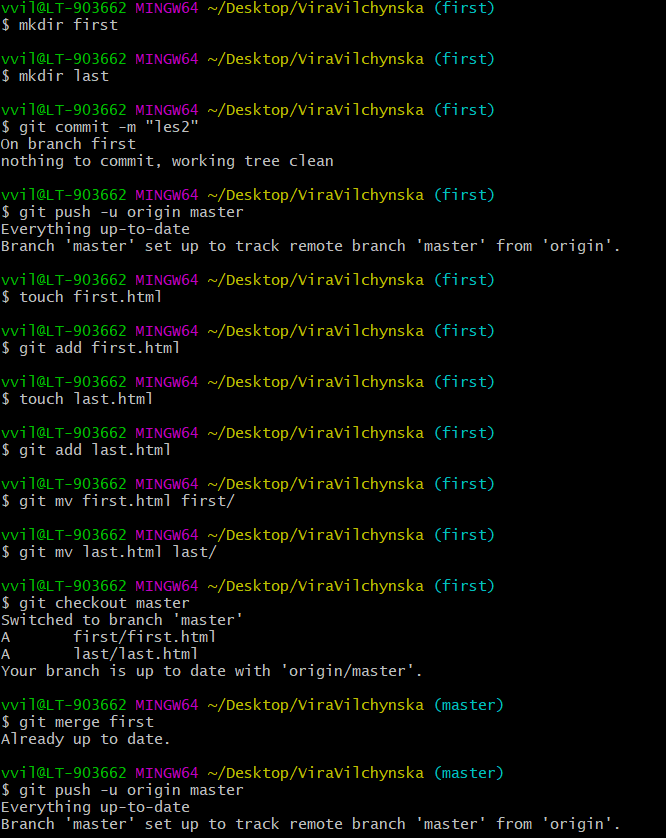 vvil@LT-903662 MINGW64 ~/Desktop/ViraVilchynska (first)
$ mkdir first

vvil@LT-903662 MINGW64 ~/Desktop/ViraVilchynska (first)
$ mkdir last

vvil@LT-903662 MINGW64 ~/Desktop/ViraVilchynska (first)
$ git commit -m "les2"
On branch first
nothing to commit, working tree clean

vvil@LT-903662 MINGW64 ~/Desktop/ViraVilchynska (first)
$ git push -u origin master
Everything up-to-date
Branch 'master' set up to track remote branch 'master' from 'origin'.

vvil@LT-903662 MINGW64 ~/Desktop/ViraVilchynska (first)
$ touch first.html

vvil@LT-903662 MINGW64 ~/Desktop/ViraVilchynska (first)
$ git add first.html

vvil@LT-903662 MINGW64 ~/Desktop/ViraVilchynska (first)
$ touch last.html

vvil@LT-903662 MINGW64 ~/Desktop/ViraVilchynska (first)
$ git add last.html

vvil@LT-903662 MINGW64 ~/Desktop/ViraVilchynska (first)
$ git mv first.html first/

vvil@LT-903662 MINGW64 ~/Desktop/ViraVilchynska (first)
$ git mv last.html last/

vvil@LT-903662 MINGW64 ~/Desktop/ViraVilchynska (first)
$ git checkout master
Switched to branch 'master'
A       first/first.html
A       last/last.html
Your branch is up to date with 'origin/master'.

vvil@LT-903662 MINGW64 ~/Desktop/ViraVilchynska (master)
$ git merge first
Already up to date.

vvil@LT-903662 MINGW64 ~/Desktop/ViraVilchynska (master)
$ git push -u origin master
Everything up-to-date
Branch 'master' set up to track remote branch 'master' from 'origin'.